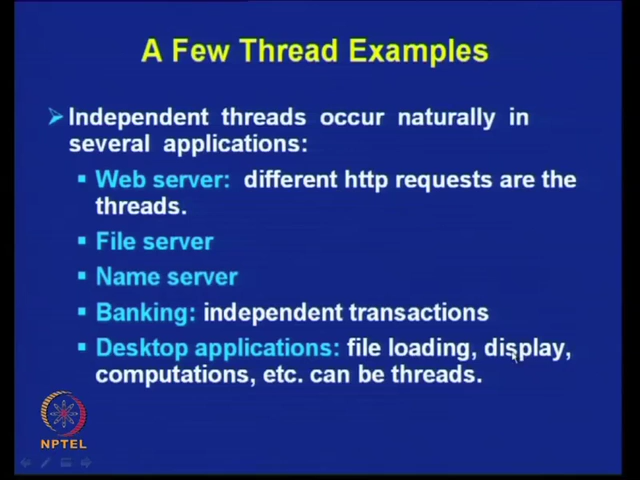 A Few Thread Examples
Independent threads occur naturally in
several applications:
Web server: different http requests are the
threads.
File server
Name server
Banking: independent transactions
Desktop applications: file loading, display,
computations, etc. can be threads.
NPTEL